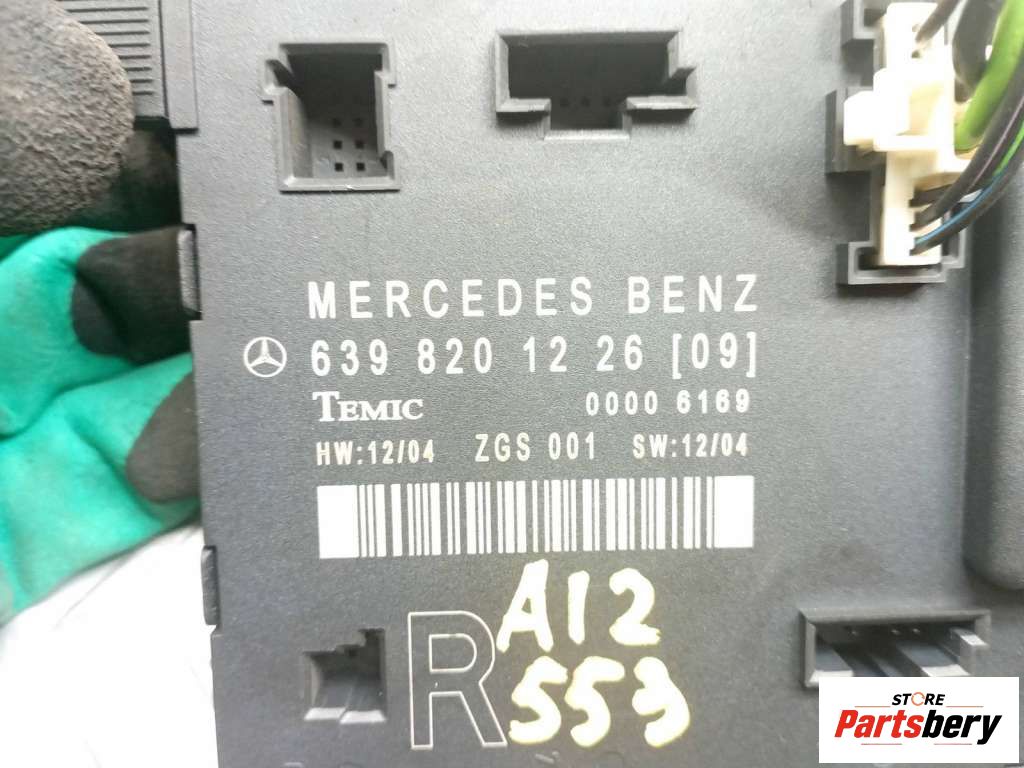 MERCEDES BENZ
639 820 12 26 [09]
TEMIC 0000 6169
HW:12/04 ZGS 001 SW:12/04
R A12
553
STORE
Partsbery